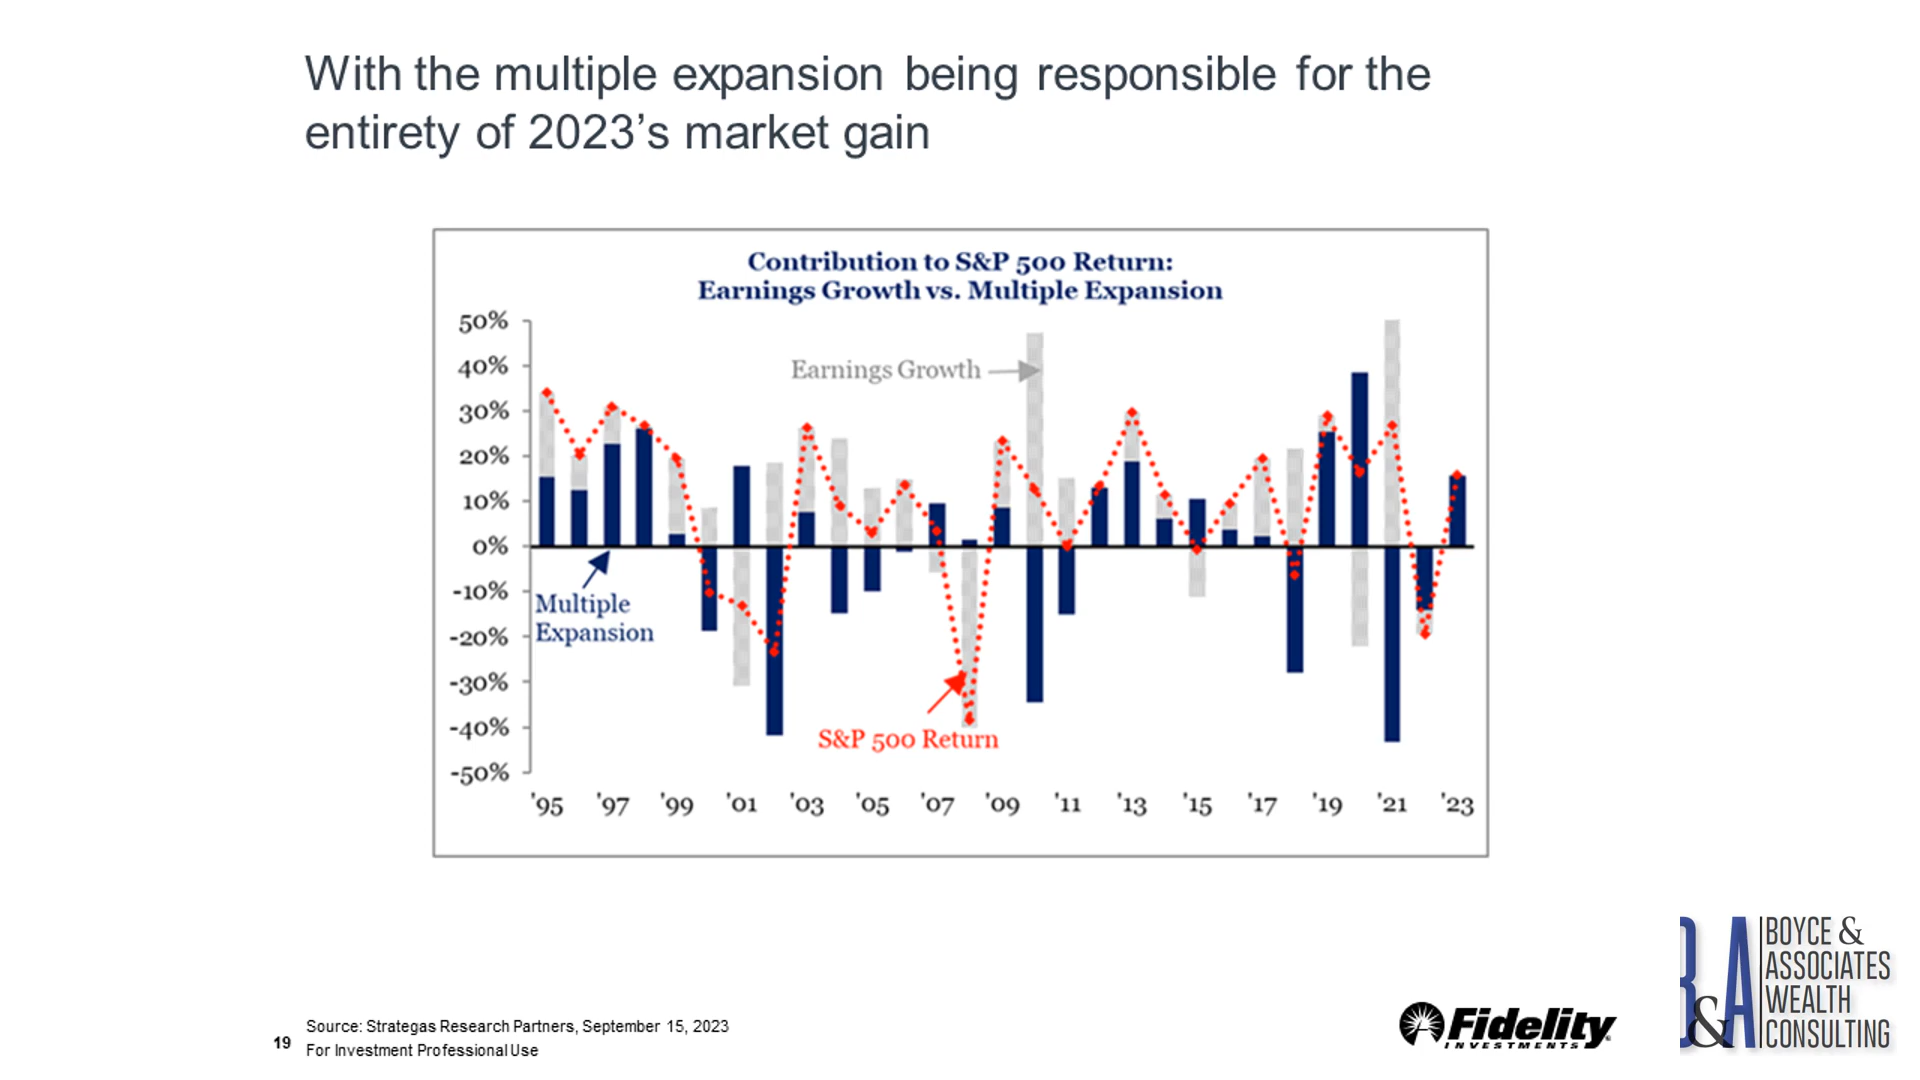 With the multiple expansion being responsible for the
entirety of 2023’s market gain
Contribution to S&P 500 Return:
Earnings Growth vs. Multiple Expansion
50%
40%
30%
20%
10%
0%
-10%
-20%
-30%
-40%
-50%
Earnings Growth
Multiple
Expansion
S&P 500 Return
'95 '97 '99 '01 '03 '05 '07 '09 '11 '13 '15 '17 '19 '21 '23
Source: Strategas Research Partners, September 15, 2023
19
For Investment Professional Use
Fidelity
INVESTMENTS
B&A
BOYCE &
ASSOCIATES
WEALTH
CONSULTING